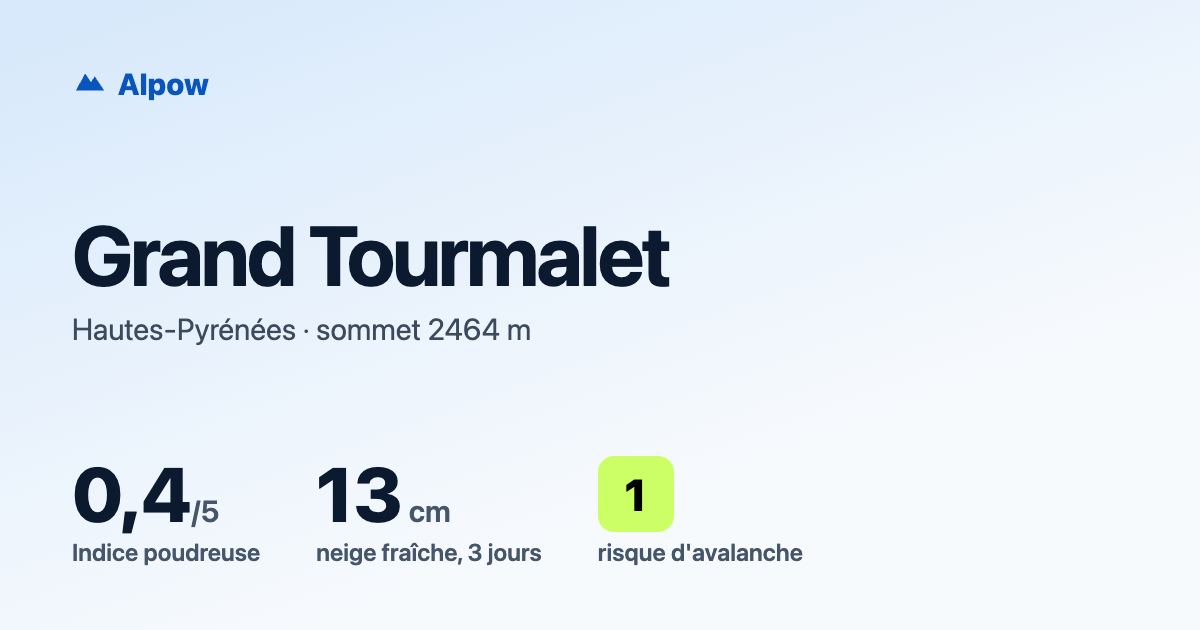 Alpow
Grand Tourmalet
Hautes-Pyrénées · sommet 2464 m
0,4/5
Indice poudreuse
13 cm
neige fraîche, 3 jours
1
risque d'avalanche